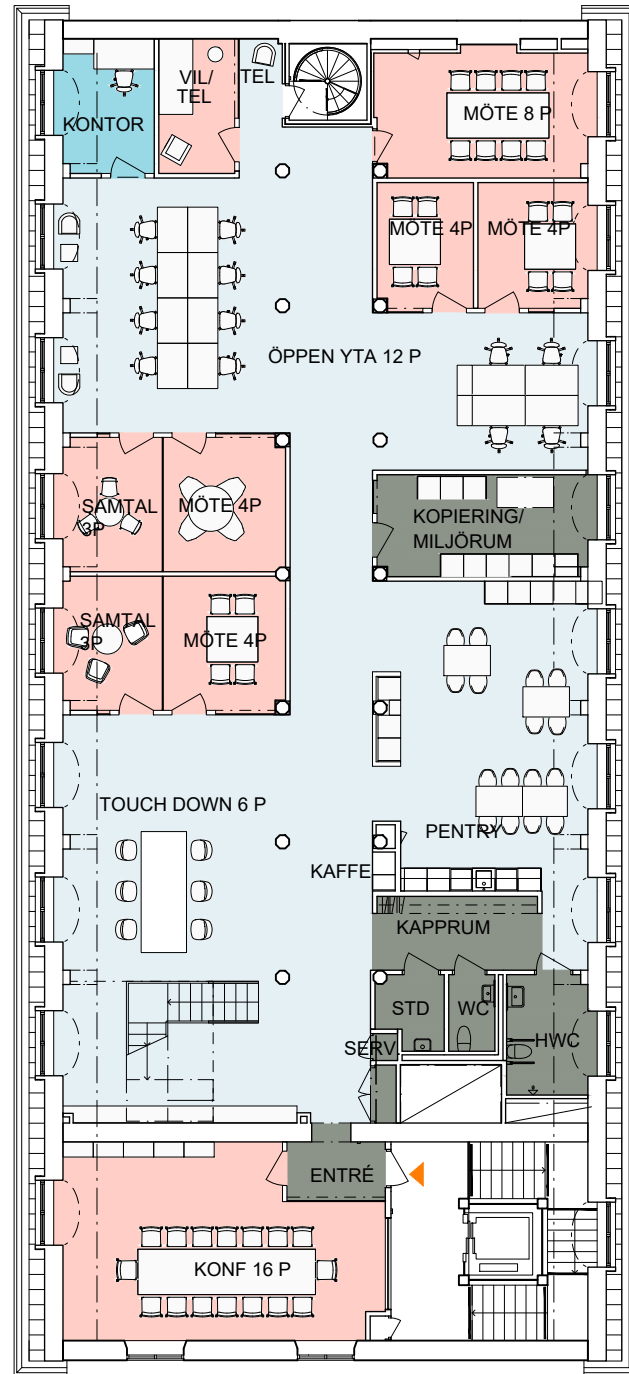 VIL/
TEL
TEL
KONTOR
MÖTE 8 P
MÖTE 4P
MÖTE 4P
ÖPPEN YTA 12 P
SAMTAL
3P
MÖTE 4P
KOPIERING/
MILJÖRUM
SAMTAL
3P
MÖTE 4P
TOUCH DOWN 6 P
PENTRY
KAFFE
KAPPRUM
STD
WC
HWC
SERV
ENTRÉ
KONF 16 P